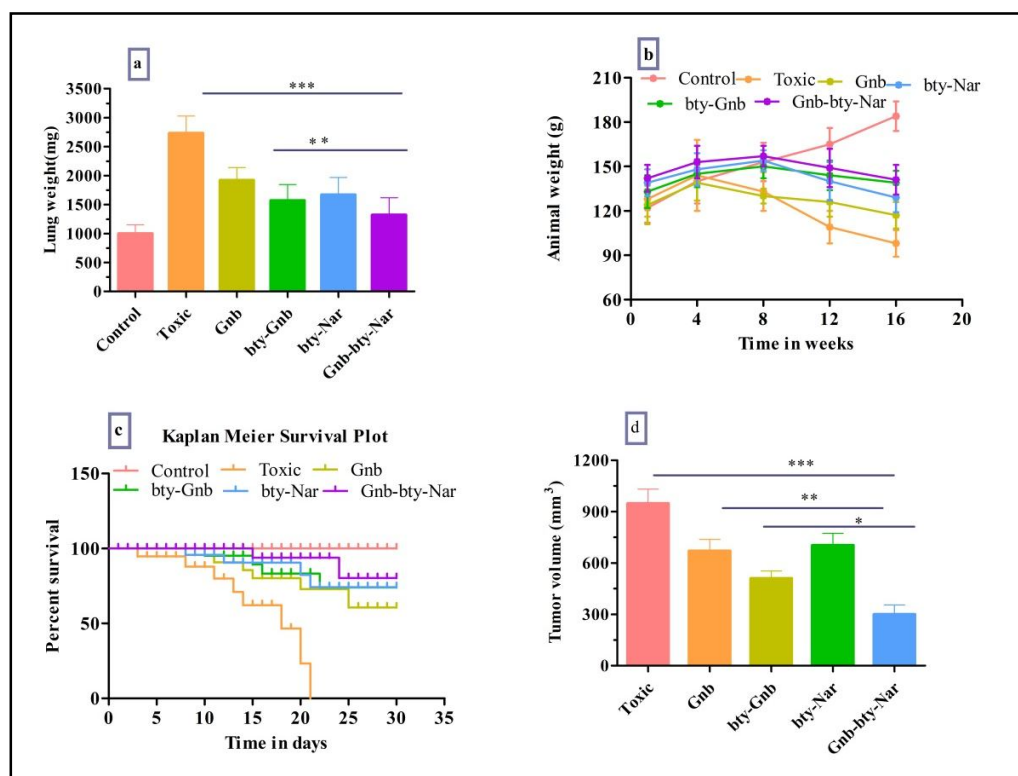 a
***
**
Lung weight(mg)
3500
3000
2500
2000
1500
1000
500
0
Control
Toxic
Gnb
bty-Gnb
bty-Nar
Gnb-bty-Nar
b
Control Toxic Gnb bty-Nar
bty-Gnb Gnb-bty-Nar
Animal weight (g)
210
180
150
120
90
60
0 4 8 12 16 20
Time in weeks
c Kaplan Meier Survival Plot
Control Toxic Gnb
bty-Gnb bty-Nar Gnb-bty-Nar
Percent survival
150
100
50
0
0 5 10 15 20 25 30 35
Time in days
d
***
**
*
Tumor volume (mm³)
1200
900
600
300
0
Toxic
Gnb
bty-Gnb
bty-Nar
Gnb-bty-Nar